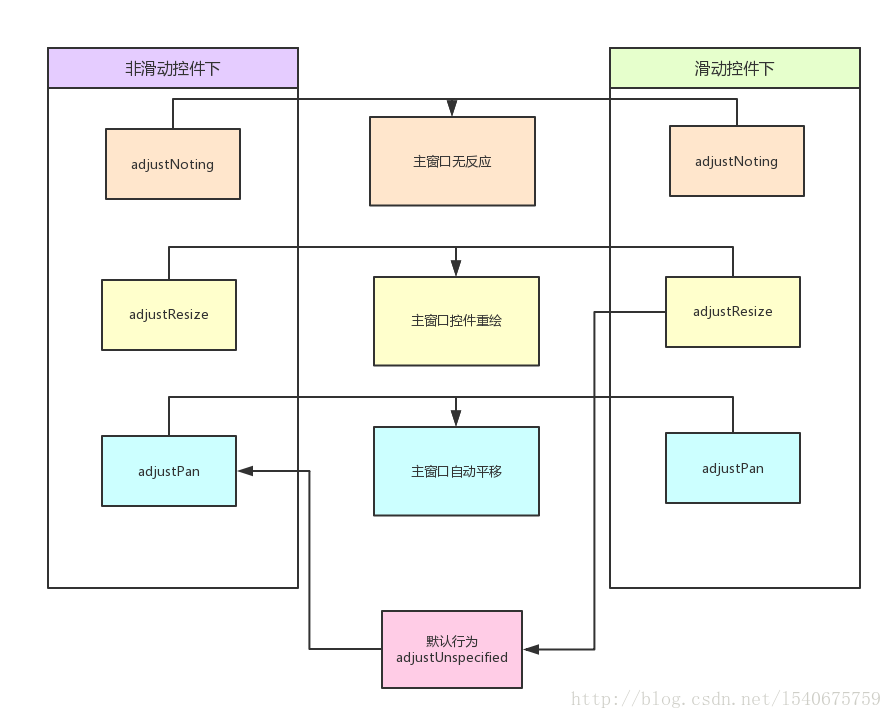 非滑动控件下
滑动控件下
adjustNoting
主窗口无反应
adjustNoting
adjustResize
主窗口控件重绘
adjustResize
adjustPan
主窗口自动平移
adjustPan
默认行为
adjustUnspecified
http://blog.csdn.net/1540675759